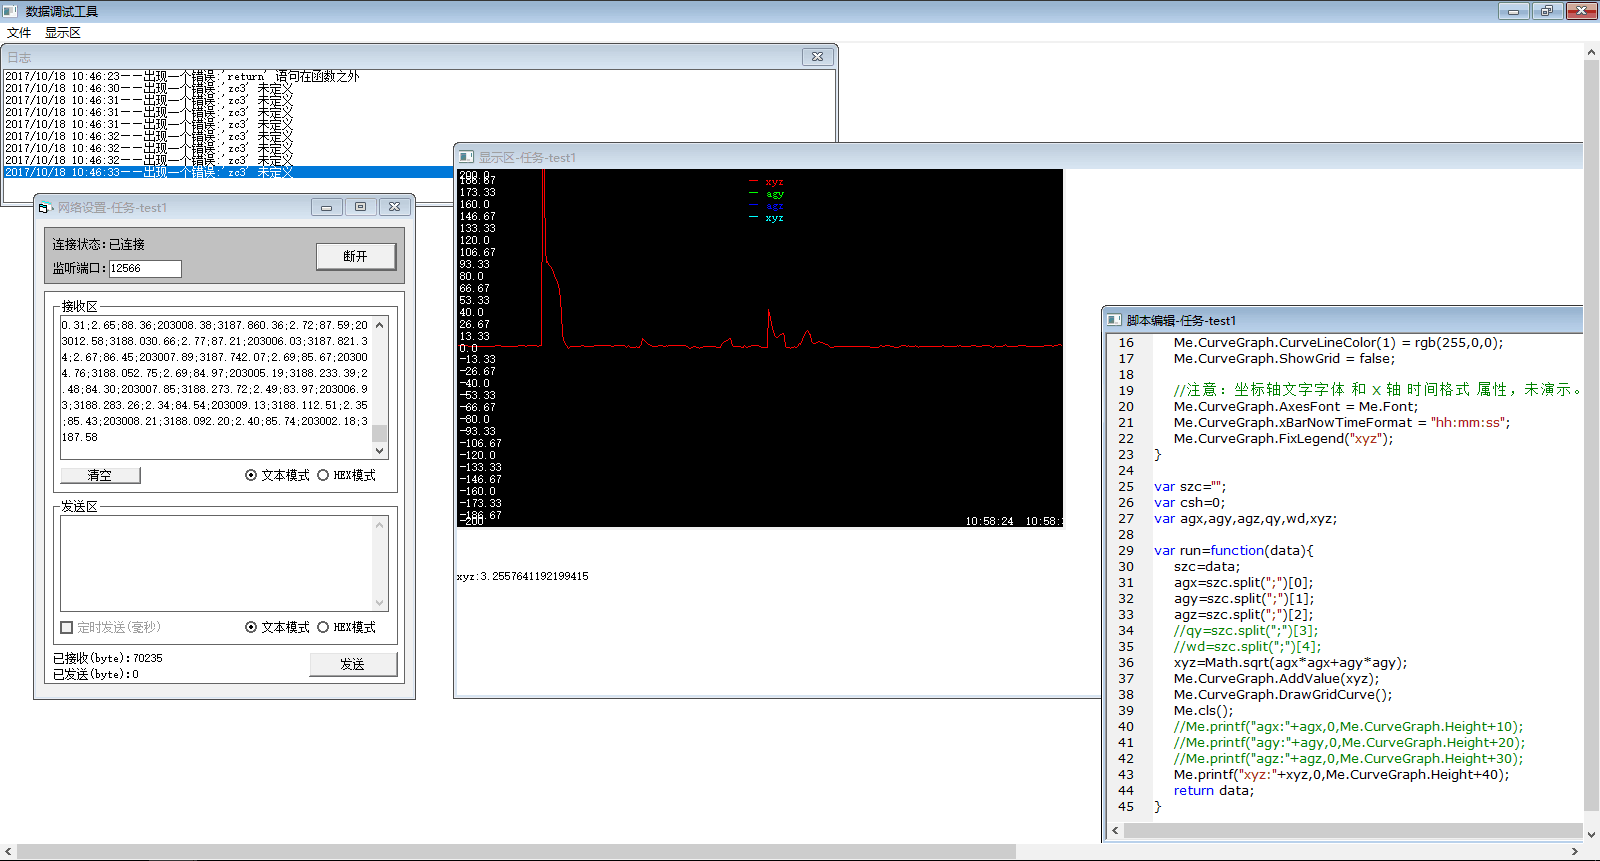 数据调试工具
文件 显示区
日志
2017/10/18 10:46:23——出现一个错误:'return' 语句在函数之外
2017/10/18 10:46:30——出现一个错误:'zc3' 未定义
2017/10/18 10:46:31——出现一个错误:'zc3' 未定义
2017/10/18 10:46:31——出现一个错误:'zc3' 未定义
2017/10/18 10:46:31——出现一个错误:'zc3' 未定义
2017/10/18 10:46:32——出现一个错误:'zc3' 未定义
2017/10/18 10:46:32——出现一个错误:'zc3' 未定义
2017/10/18 10:46:32——出现一个错误:'zc3' 未定义
2017/10/18 10:46:33——出现一个错误:'zc3' 未定义
网络设置-任务-test1
连接状态:已连接
断开
监听端口:12566
接收区
0.31;2.65;88.36;203008.38;3187.860.36;2.72;87.59;20
3012.58;3188.030.66;2.77;87.21;203006.03;3187.821.3
4;2.67;86.45;203007.89;3187.742.07;2.69;85.67;20300
4.76;3188.052.75;2.69;84.97;203005.19;3188.233.39;2
.48;84.30;203007.85;3188.273.72;2.49;83.97;203006.9
3;3188.283.26;2.34;84.54;203009.13;3188.112.51;2.35
;85.43;203008.21;3188.092.20;2.40;85.74;203002.18;3
187.58
清空 文本模式 HEX模式
发送区
定时发送(毫秒) 文本模式 HEX模式
已接收(byte):70235
已发送(byte):0
发送
显示区-任务-test1
200.0
186.67
173.33
160.0
146.67
133.33
120.0
106.67
93.33
80.0
66.67
53.33
40.0
26.67
13.33
0.0
-13.33
-26.67
-40.0
-53.33
-66.67
-80.0
-93.33
-106.67
-120.0
-133.33
-146.67
-160.0
-173.33
-186.67
-200
xyz
agy
agz
xyz
10:58:24 10:58:
xyz:3.2557641192199415
脚本编辑-任务-test1
16 Me.CurveGraph.CurveLineColor(1) = rgb(255,0,0);
17 Me.CurveGraph.ShowGrid = false;
18
19 //注意：坐标轴文字字体 和 X 轴 时间格式 属性，未演示。
20 Me.CurveGraph.AxesFont = Me.Font;
21 Me.CurveGraph.xBarNowTimeFormat = "hh:mm:ss";
22 Me.CurveGraph.FixLegend("xyz");
23 }
24
25 var szc="";
26 var csh=0;
27 var agx,agy,agz,qy,wd,xyz;
28
29 var run=function(data){
30 szc=data;
31 agx=szc.split(";")[0];
32 agy=szc.split(";")[1];
33 agz=szc.split(";")[2];
34 //qy=szc.split(";")[3];
35 //wd=szc.split(";")[4];
36 xyz=Math.sqrt(agx*agx+agy*agy);
37 Me.CurveGraph.AddValue(xyz);
38 Me.CurveGraph.DrawGridCurve();
39 Me.cls();
40 //Me.printf("agx:"+agx,0,Me.CurveGraph.Height+10);
41 //Me.printf("agy:"+agy,0,Me.CurveGraph.Height+20);
42 //Me.printf("agz:"+agz,0,Me.CurveGraph.Height+30);
43 Me.printf("xyz:"+xyz,0,Me.CurveGraph.Height+40);
44 return data;
45 }